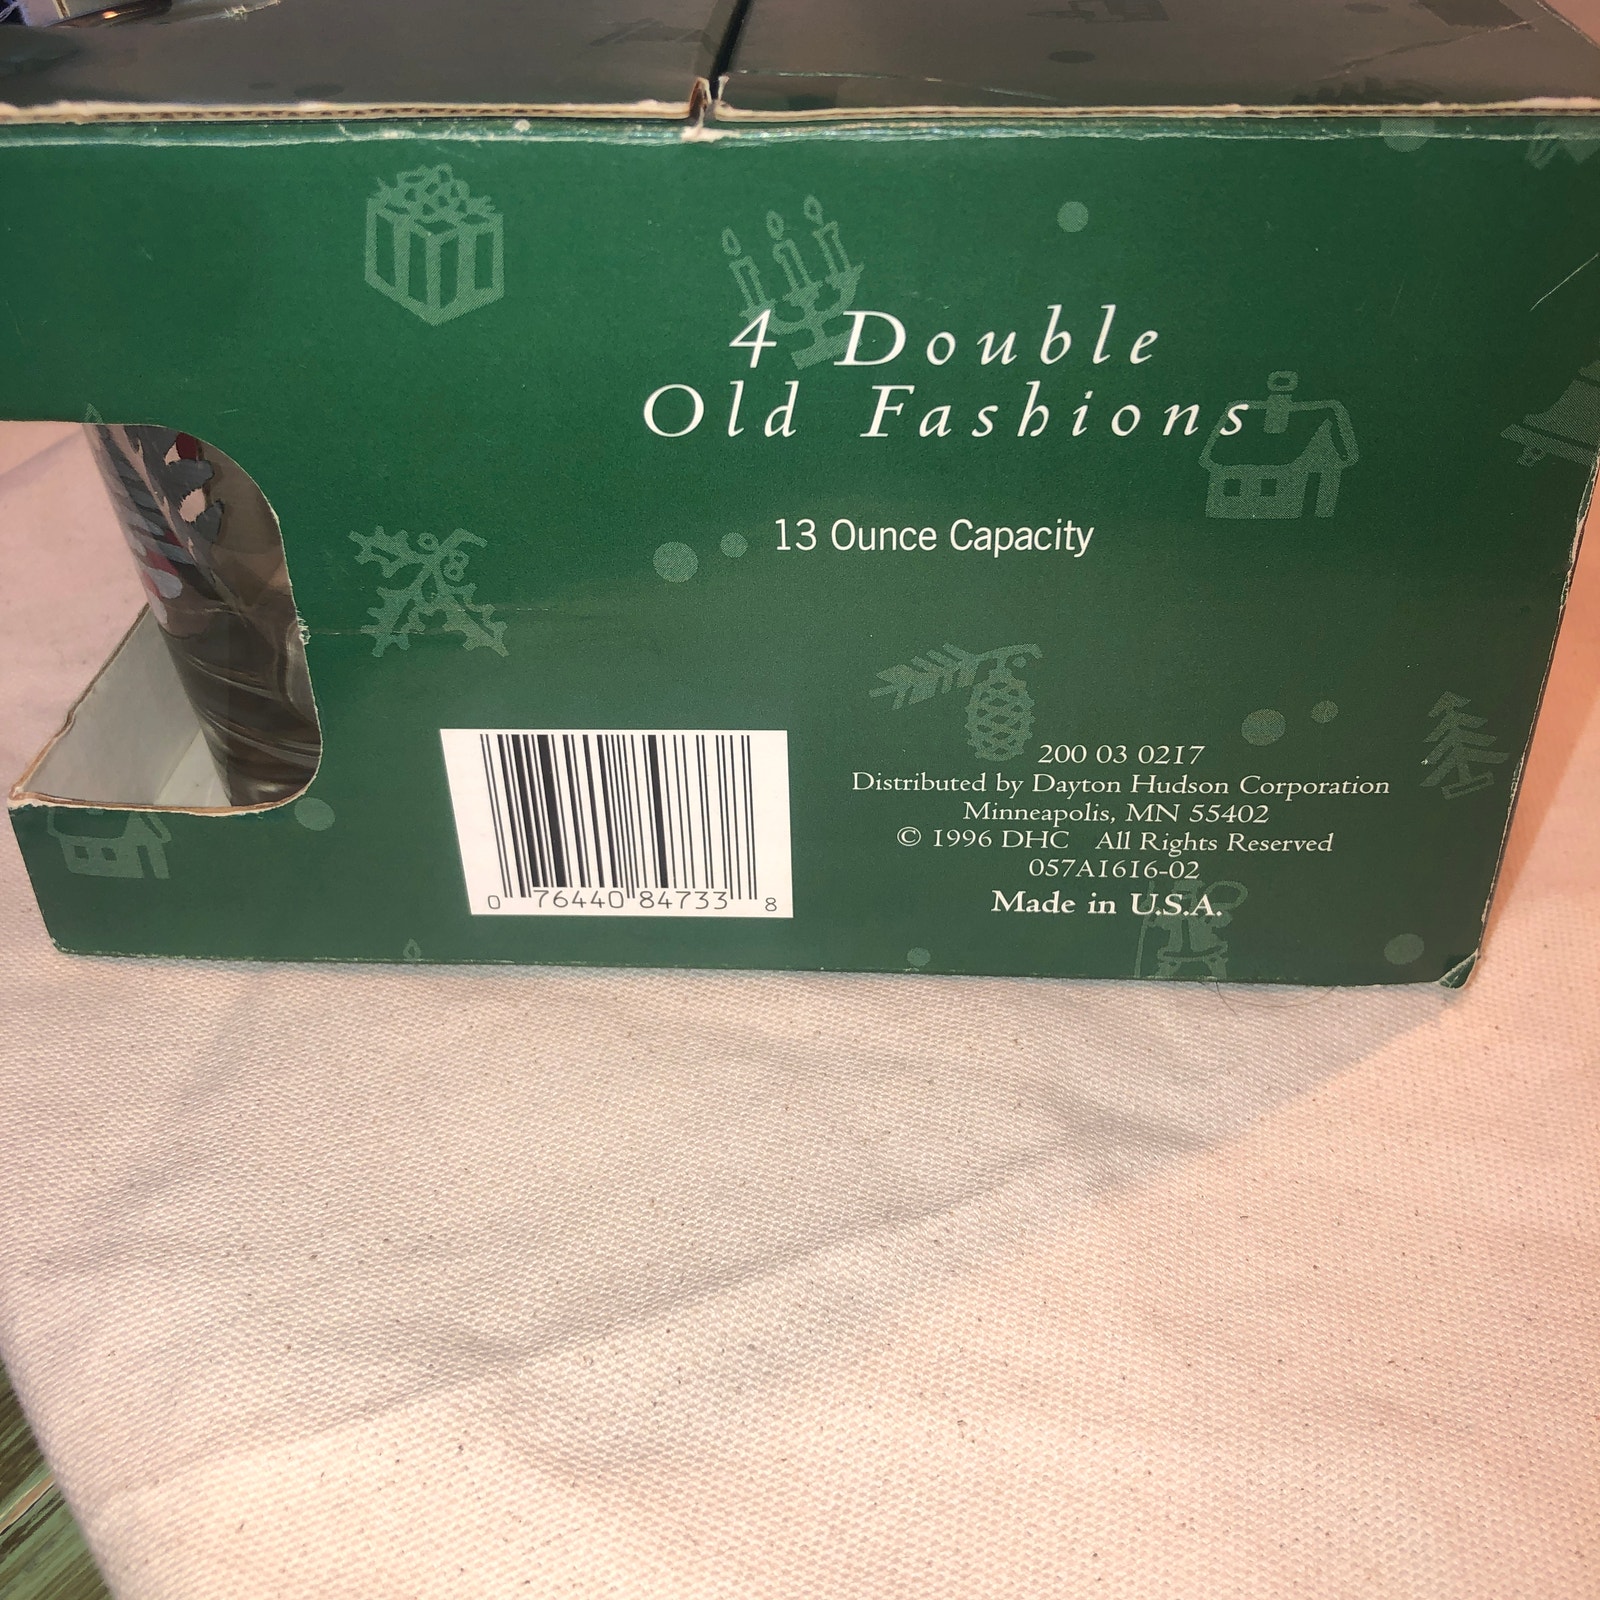 4 Double
Old Fashions
13 Ounce Capacity
0 76440 84733 8
200 03 0217
Distributed by Dayton Hudson Corporation
Minneapolis, MN 55402
© 1996 DHC All Rights Reserved
057A1616-02
Made in U.S.A.